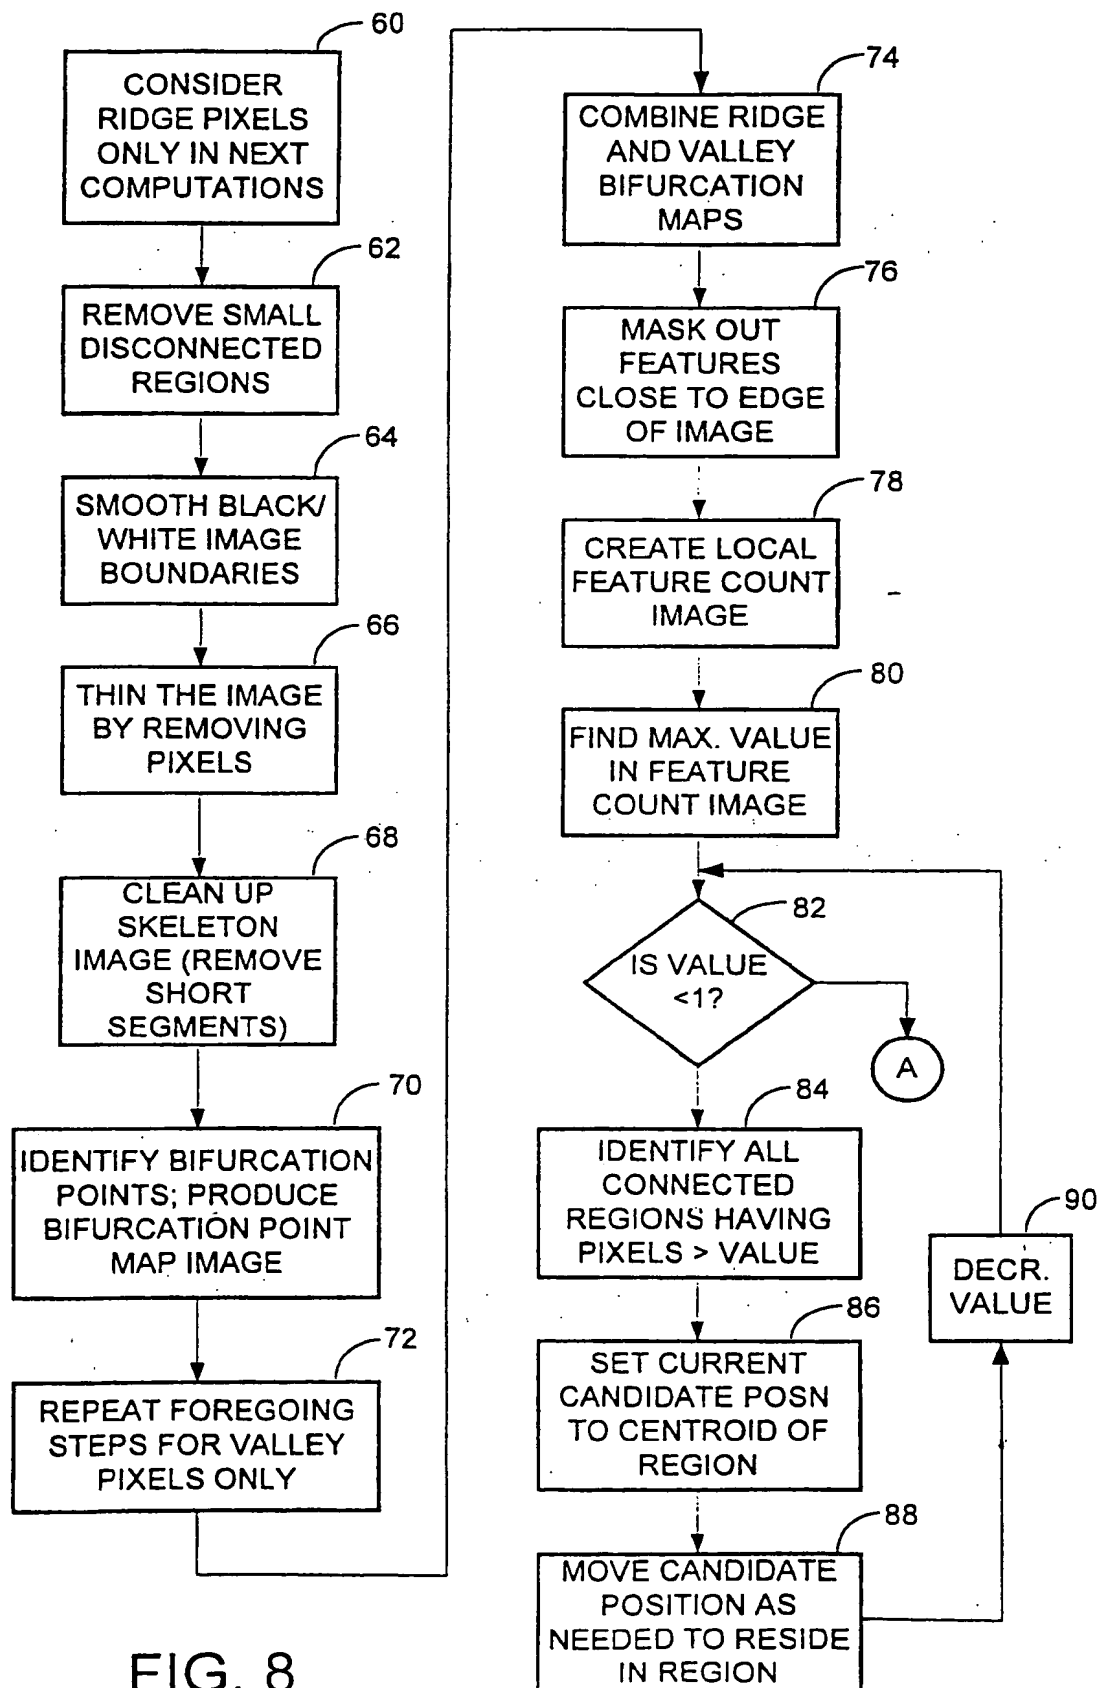 60
CONSIDER
RIDGE PIXELS
ONLY IN NEXT
COMPUTATIONS
62
REMOVE SMALL
DISCONNECTED
REGIONS
64
SMOOTH BLACK/
WHITE IMAGE
BOUNDARIES
66
THIN THE IMAGE
BY REMOVING
PIXELS
68
CLEAN UP
SKELETON
IMAGE (REMOVE
SHORT
SEGMENTS)
70
IDENTIFY BIFURCATION
POINTS; PRODUCE
BIFURCATION POINT
MAP IMAGE
72
REPEAT FOREGOING
STEPS FOR VALLEY
PIXELS ONLY
74
COMBINE RIDGE
AND VALLEY
BIFURCATION
MAPS
76
MASK OUT
FEATURES
CLOSE TO EDGE
OF IMAGE
78
CREATE LOCAL
FEATURE COUNT
IMAGE
80
FIND MAX. VALUE
IN FEATURE
COUNT IMAGE
82
IS VALUE
<1?
A
84
IDENTIFY ALL
CONNECTED
REGIONS HAVING
PIXELS > VALUE
86
SET CURRENT
CANDIDATE POSN
TO CENTROID OF
REGION
88
MOVE CANDIDATE
POSITION AS
NEEDED TO RESIDE
IN REGION
90
DECR.
VALUE
FIG. 8